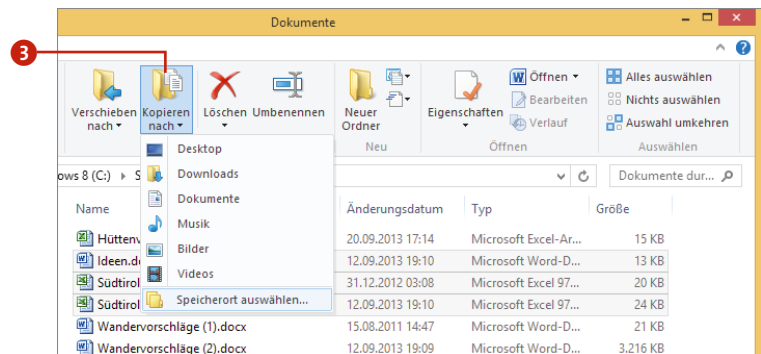 Dokumente
3
Verschieben nach
Kopieren nach
Löschen
Umbenennen
Neuer Ordner
Eigenschaften
Öffnen
Bearbeiten
Verlauf
Alles auswählen
Nichts auswählen
Auswahl umkehren
Neu
Öffnen
Auswählen
Desktop
Downloads
Dokumente
Musik
Bilder
Videos
Speicherort auswählen...
ows 8 (C:) S
Dokumente dur...
Name Änderungsdatum Typ Größe
Hüttenv 20.09.2013 17:14 Microsoft Excel-Ar... 15 KB
Ideen.d 12.09.2013 19:10 Microsoft Word-D... 13 KB
Südtirol 31.12.2012 03:08 Microsoft Excel 97... 20 KB
Südtirol 12.09.2013 19:10 Microsoft Excel 97... 24 KB
Wandervorschläge (1).docx 15.08.2011 14:47 Microsoft Word-D... 21 KB
Wandervorschläge (2).docx 12.09.2013 19:09 Microsoft Word-D... 3.216 KB